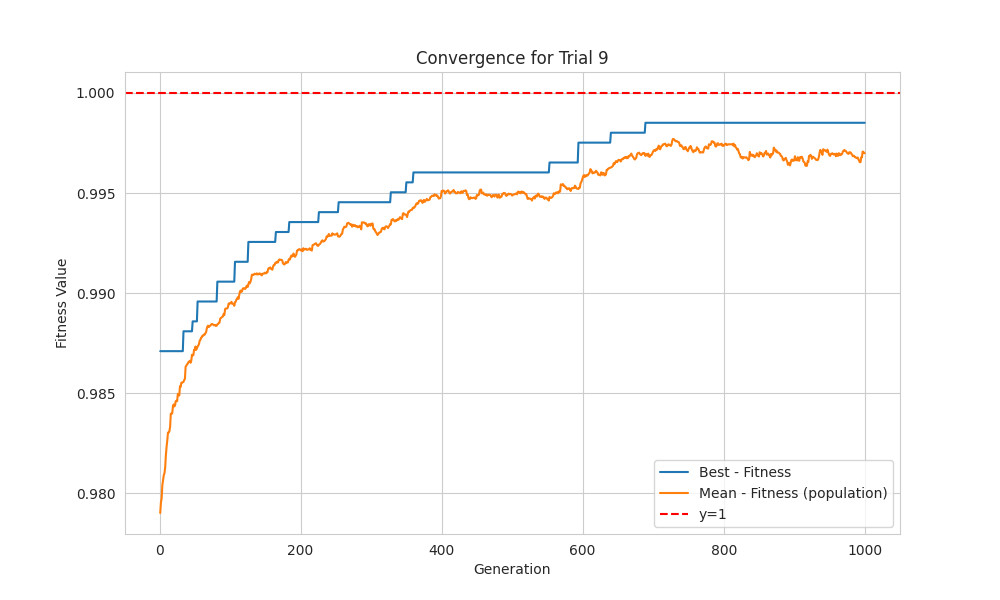 Convergence for Trial 9
1.000
0.995
0.990
0.985
0.980
Fitness Value
Best - Fitness
Mean - Fitness (population)
y=1
0 200 400 600 800 1000
Generation